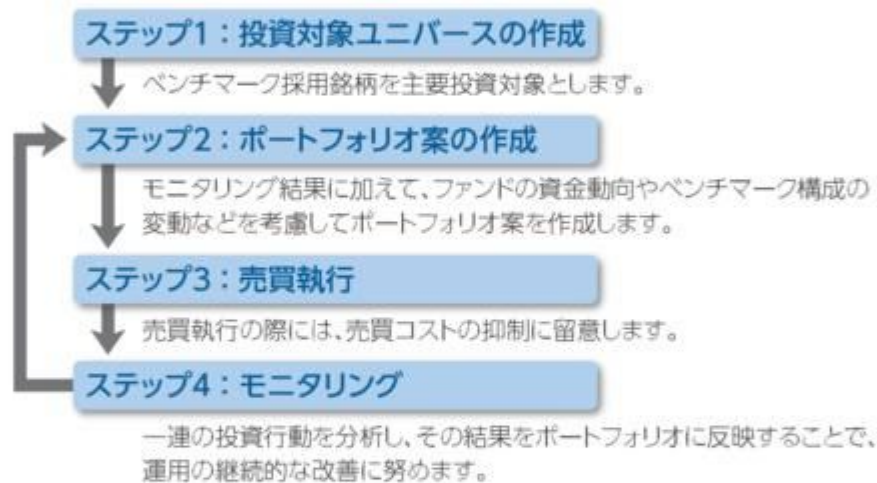 ステップ1：投資対象ユニバースの作成
ベンチマーク採用銘柄を主要投資対象とします。
ステップ2：ポートフォリオ案の作成
モニタリング結果に加えて、ファンドの資金動向やベンチマーク構成の
変動などを考慮してポートフォリオ案を作成します。
ステップ3：売買執行
売買執行の際には、売買コストの抑制に留意します。
ステップ4：モニタリング
一連の投資行動を分析し、その結果をポートフォリオに反映することで、
運用の継続的な改善に努めます。